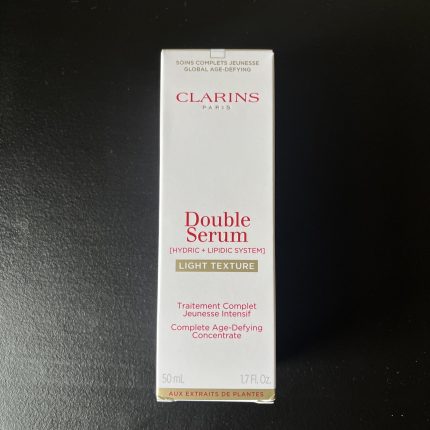 SOINS COMPLETS JEUNESSE
GLOBAL AGE-DEFYING
CLARINS
PARIS
Double
Serum
[HYDRIC + LIPIDIC SYSTEM]
LIGHT TEXTURE
Traitement Complet
Jeunesse Intensif
Complete Age-Defying
Concentrate
50 mL 1.7 Fl. Oz.
AUX EXTRAITS DE PLANTES